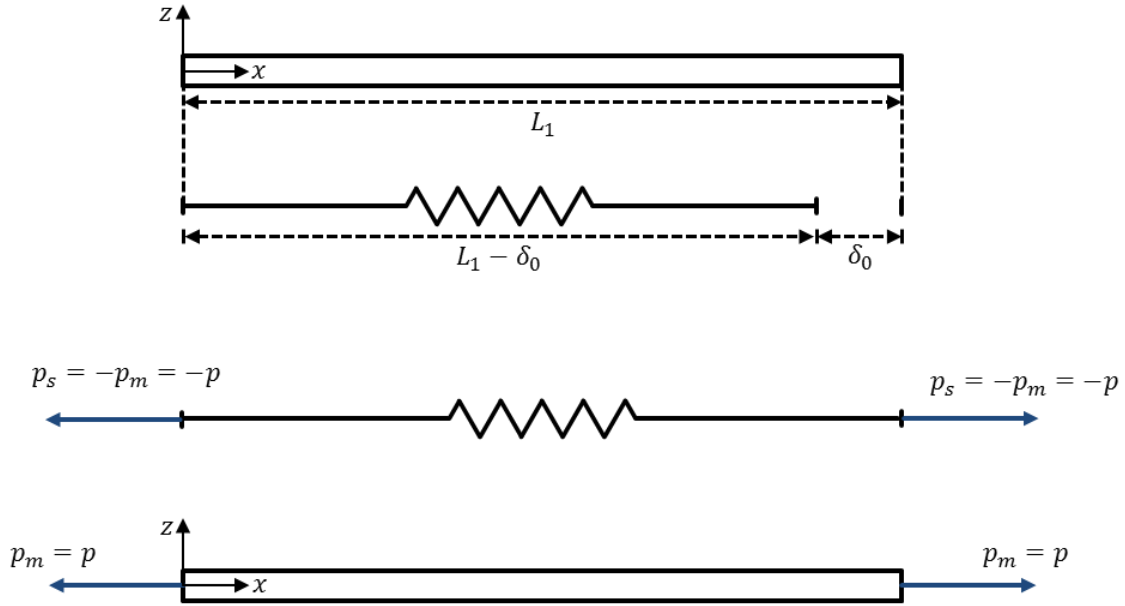 z
x
L₁
L₁ − δ₀
δ₀
pₛ = −pₘ = −p
pₛ = −pₘ = −p
z
pₘ = p
x
pₘ = p